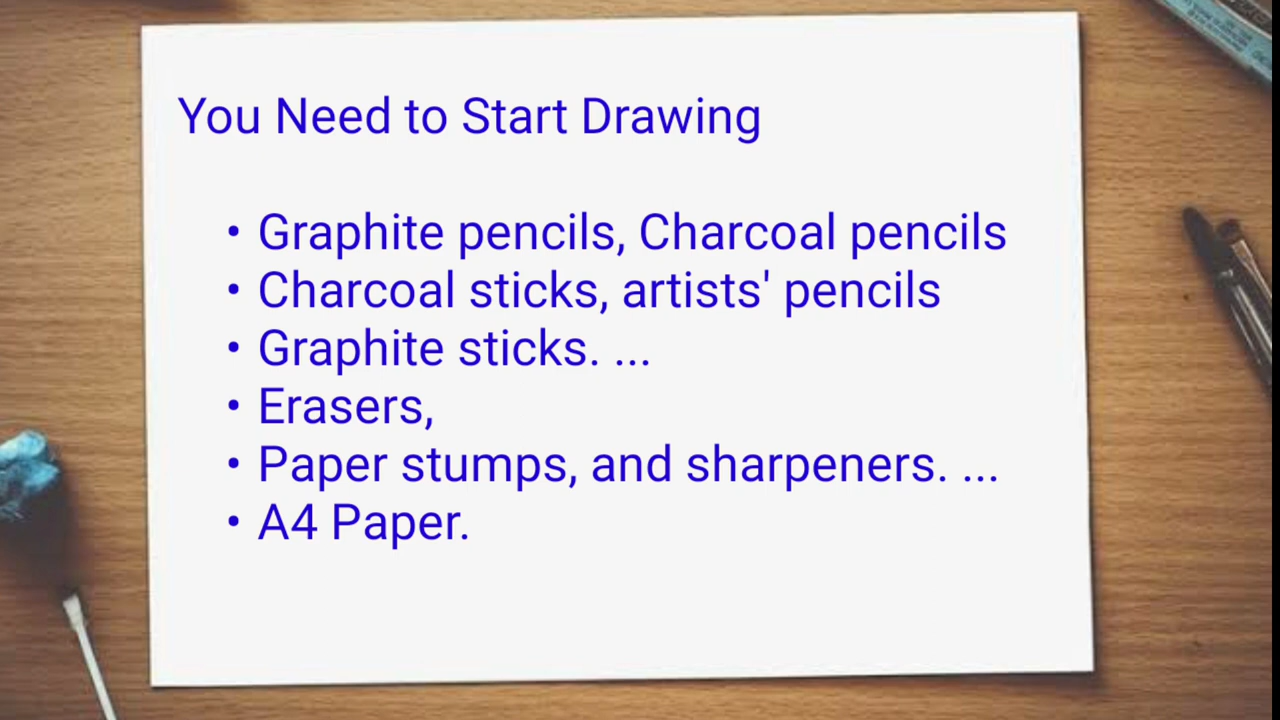 You Need to Start Drawing
• Graphite pencils, Charcoal pencils
• Charcoal sticks, artists' pencils
• Graphite sticks. ...
• Erasers,
• Paper stumps, and sharpeners. ...
• A4 Paper.